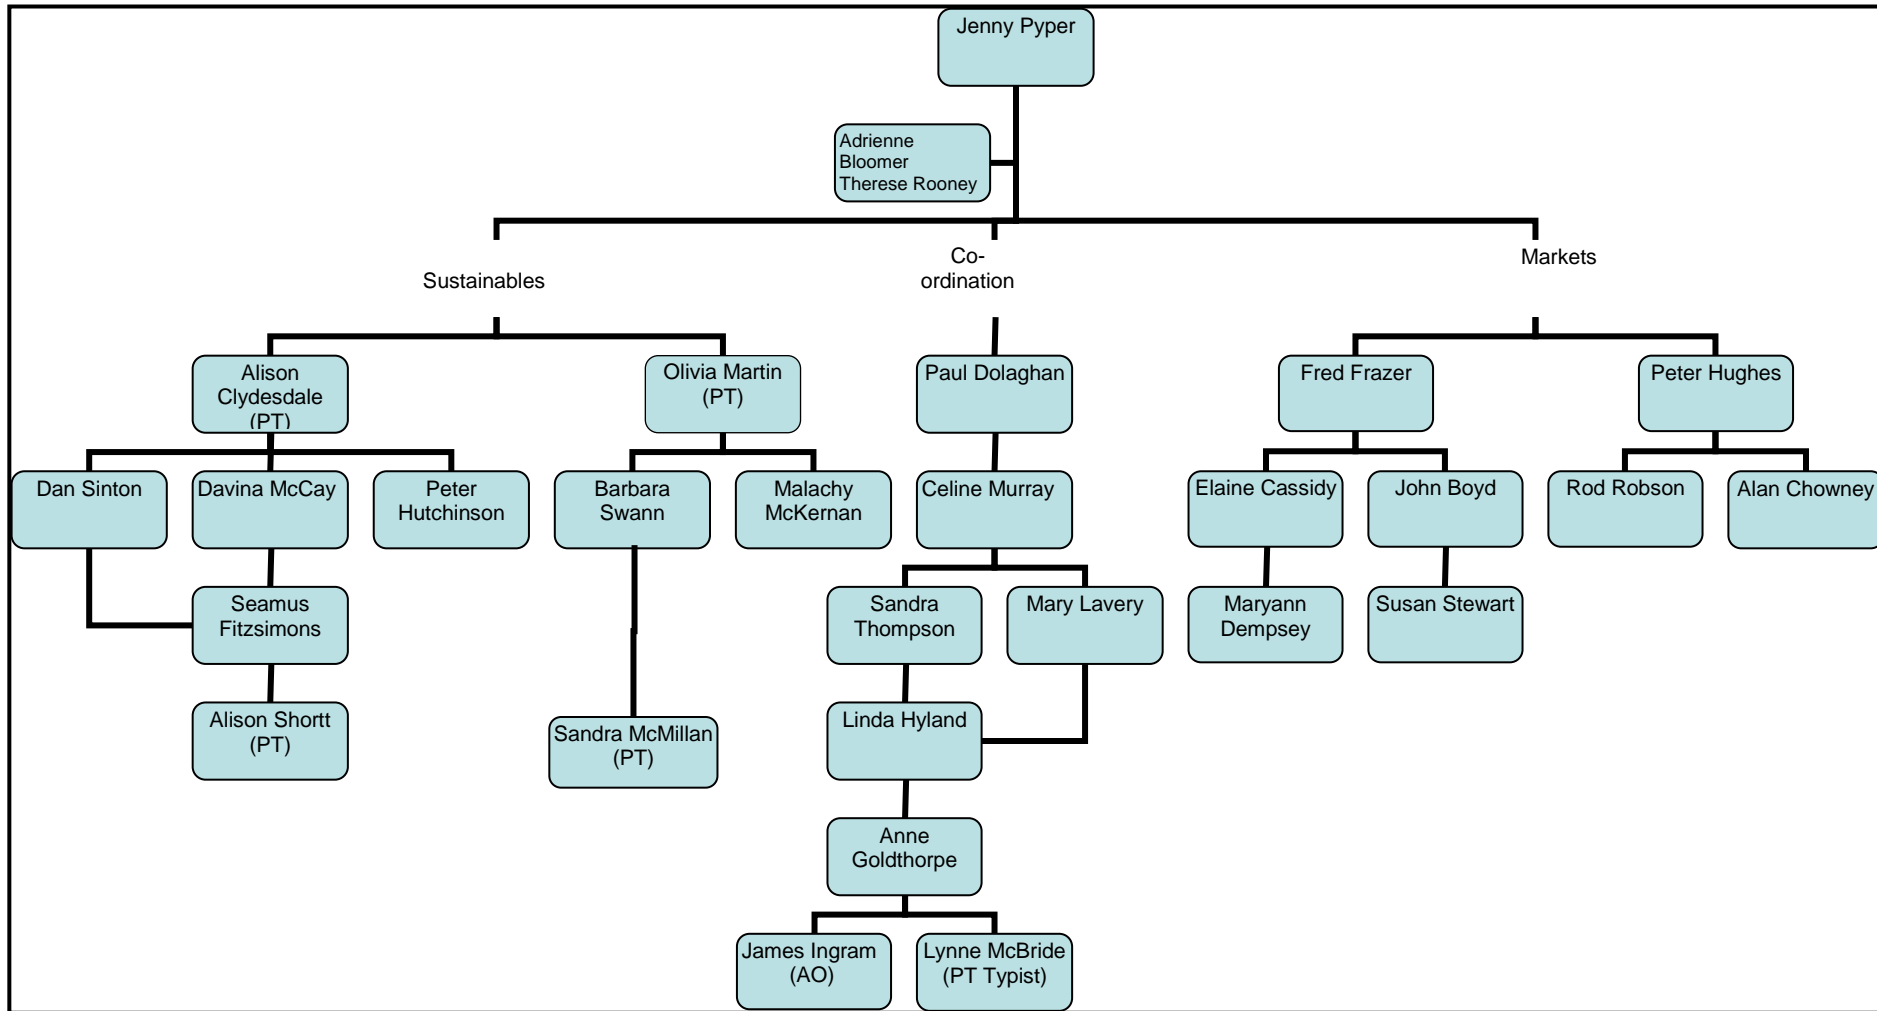 Jenny Pyper
Adrienne
Bloomer
Therese Rooney
Sustainables
Co-
ordination
Markets
Alison
Clydesdale
(PT)
Olivia Martin
(PT)
Paul Dolaghan
Fred Frazer
Peter Hughes
Dan Sinton
Davina McCay
Peter
Hutchinson
Barbara
Swann
Malachy
McKernan
Celine Murray
Elaine Cassidy
John Boyd
Rod Robson
Alan Chowney
Seamus
Fitzsimons
Sandra
Thompson
Mary Lavery
Maryann
Dempsey
Susan Stewart
Alison Shortt
(PT)
Sandra McMillan
(PT)
Linda Hyland
Anne
Goldthorpe
James Ingram
(AO)
Lynne McBride
(PT Typist)